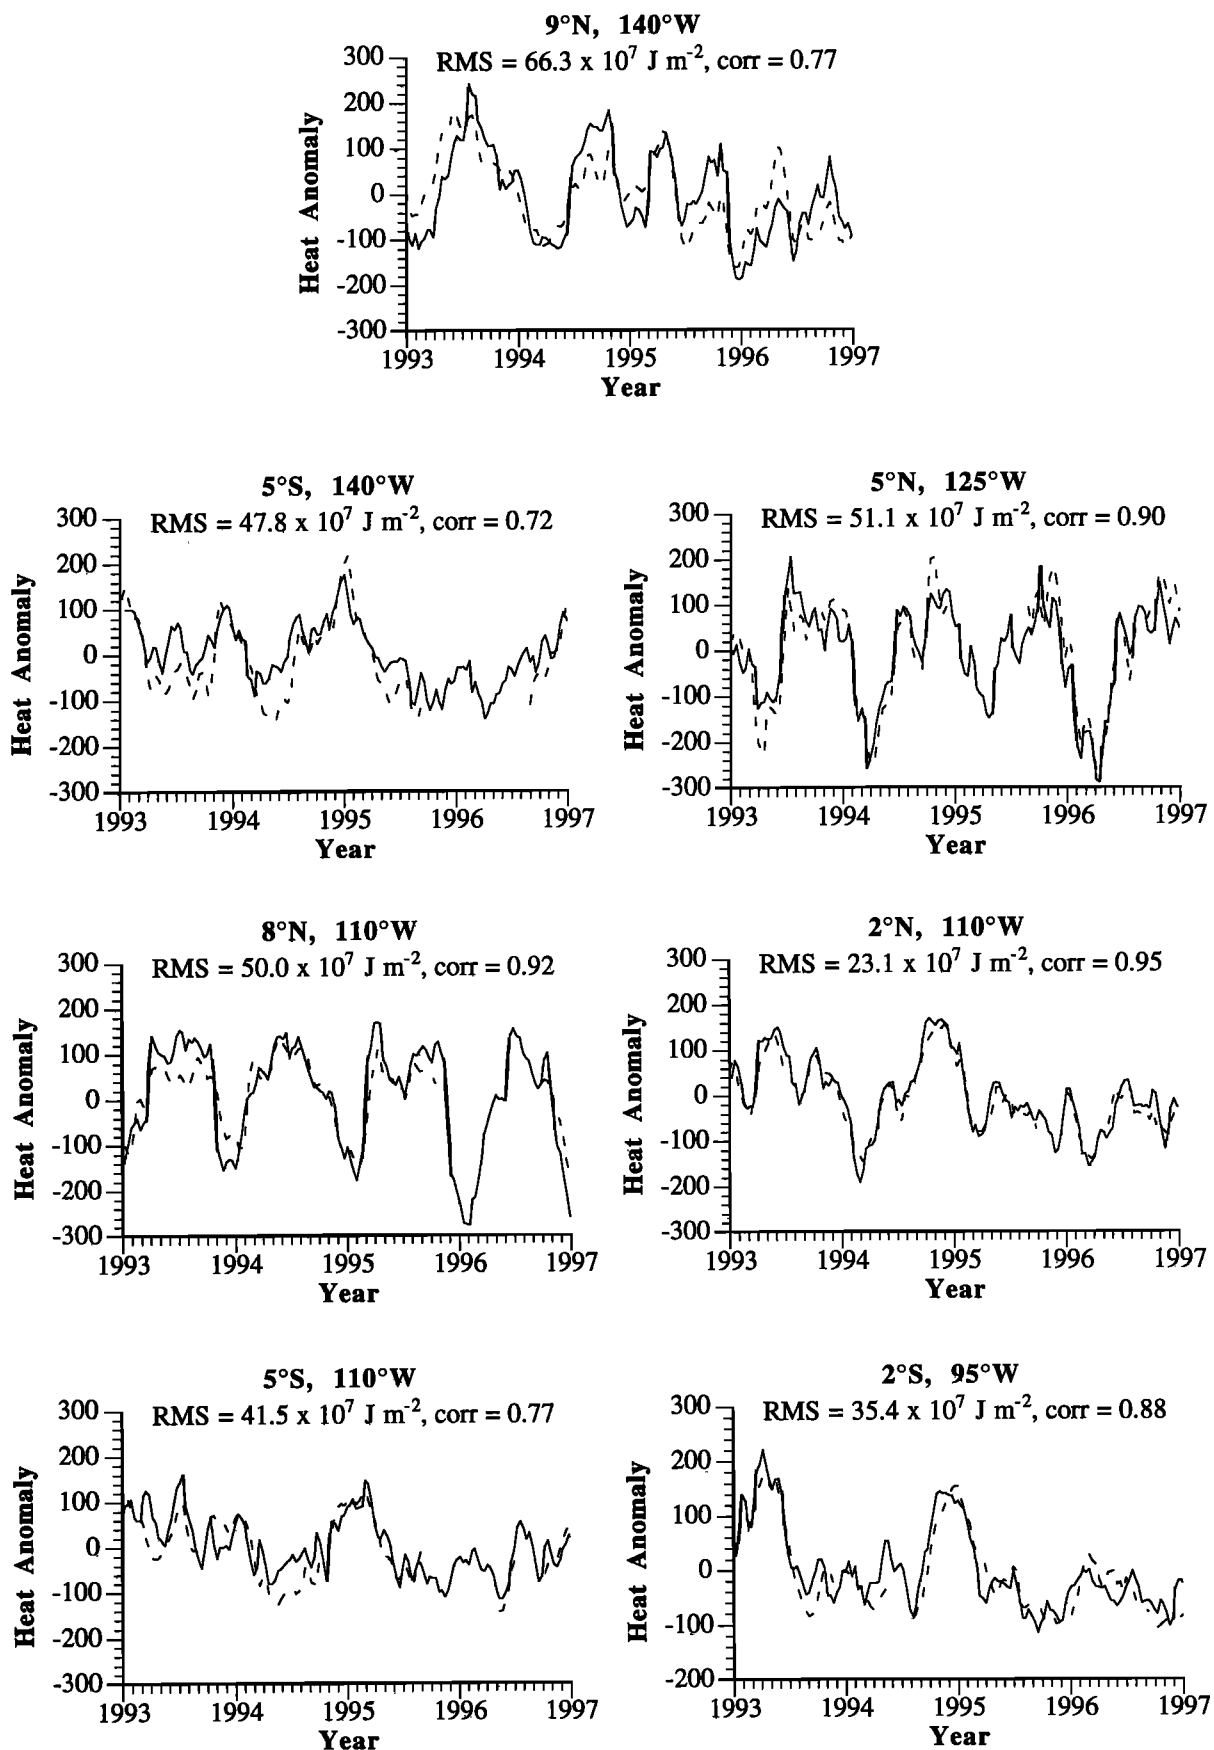 9°N, 140°W
RMS = 66.3 x 10⁷ J m⁻², corr = 0.77
300
200
100
0
-100
-200
-300
Heat Anomaly
1993 1994 1995 1996 1997
Year
5°S, 140°W
RMS = 47.8 x 10⁷ J m⁻², corr = 0.72
300
200
100
0
-100
-200
-300
Heat Anomaly
1993 1994 1995 1996 1997
Year
5°N, 125°W
RMS = 51.1 x 10⁷ J m⁻², corr = 0.90
300
200
100
0
-100
-200
-300
Heat Anomaly
1993 1994 1995 1996 1997
Year
8°N, 110°W
RMS = 50.0 x 10⁷ J m⁻², corr = 0.92
300
200
100
0
-100
-200
-300
Heat Anomaly
1993 1994 1995 1996 1997
Year
2°N, 110°W
RMS = 23.1 x 10⁷ J m⁻², corr = 0.95
300
200
100
0
-100
-200
-300
Heat Anomaly
1993 1994 1995 1996 1997
Year
5°S, 110°W
RMS = 41.5 x 10⁷ J m⁻², corr = 0.77
300
200
100
0
-100
-200
-300
Heat Anomaly
1993 1994 1995 1996 1997
Year
2°S, 95°W
RMS = 35.4 x 10⁷ J m⁻², corr = 0.88
300
200
100
0
-100
-200
Heat Anomaly
1993 1994 1995 1996 1997
Year